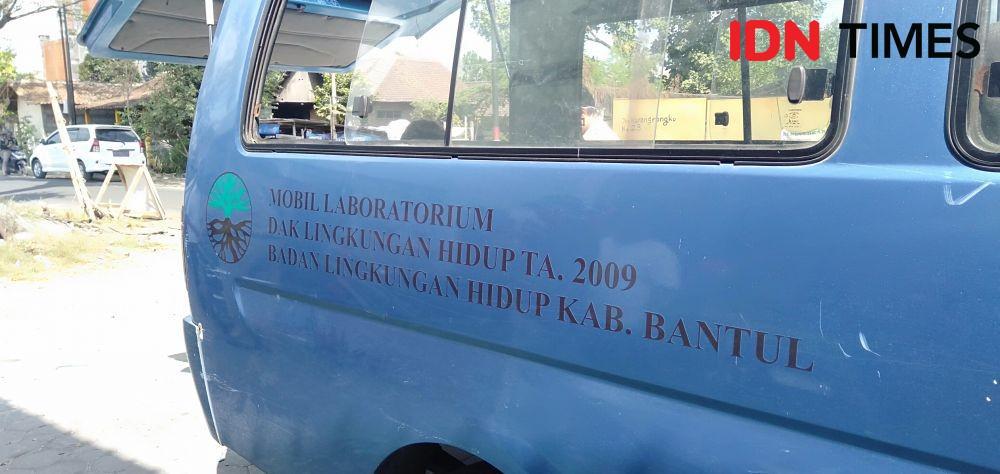 IDN TIMES
MOBIL LABORATORIUM
DAK LINGKUNGAN HIDUP TA. 2009
BADAN LINGKUNGAN HIDUP KAB. BANTUL